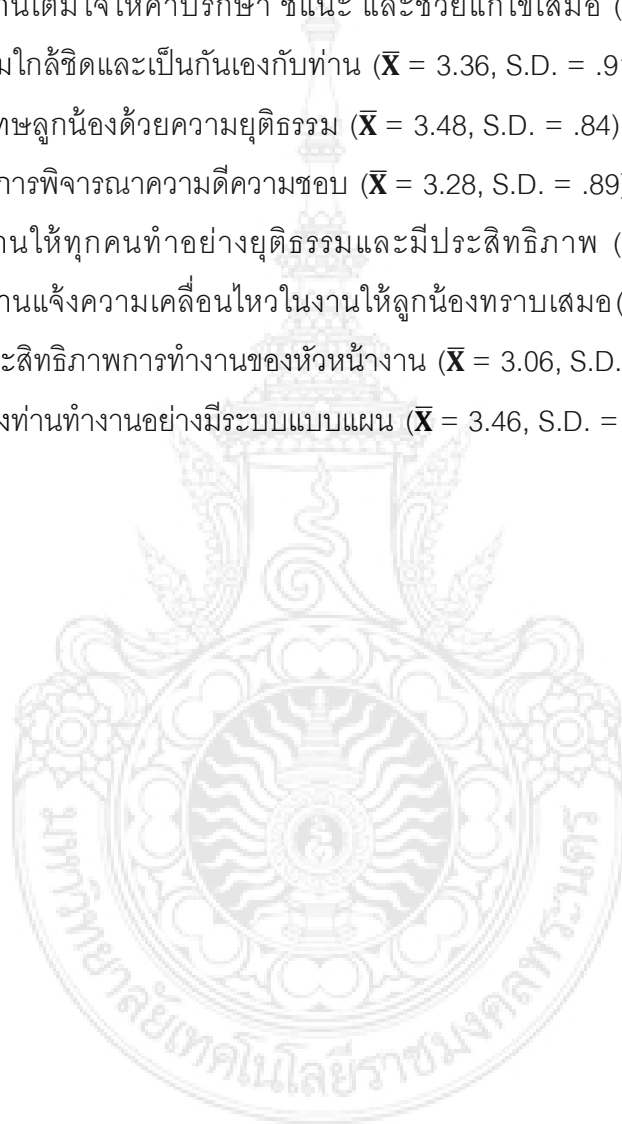 านเต็มใจให้คำปรึกษา ชี้แนะ และช่วยแก้ไขเสมอ (
มใกล้ชิดและเป็นกันเองกับท่าน (X̄ = 3.36, S.D. = .9
ทษลูกน้องด้วยความยุติธรรม (X̄ = 3.48, S.D. = .84)
การพิจารณาความดีความชอบ (X̄ = 3.28, S.D. = .89)
านให้ทุกคนทำอย่างยุติธรรมและมีประสิทธิภาพ (
านแจ้งความเคลื่อนไหวในงานให้ลูกน้องทราบเสมอ(
ะสิทธิภาพการทำงานของหัวหน้างาน (X̄ = 3.06, S.D.
งท่านทำงานอย่างมีระบบแบบแผน (X̄ = 3.46, S.D. =
มหาวิทยาลัยเทคโนโลยีราชมงคลพระนคร